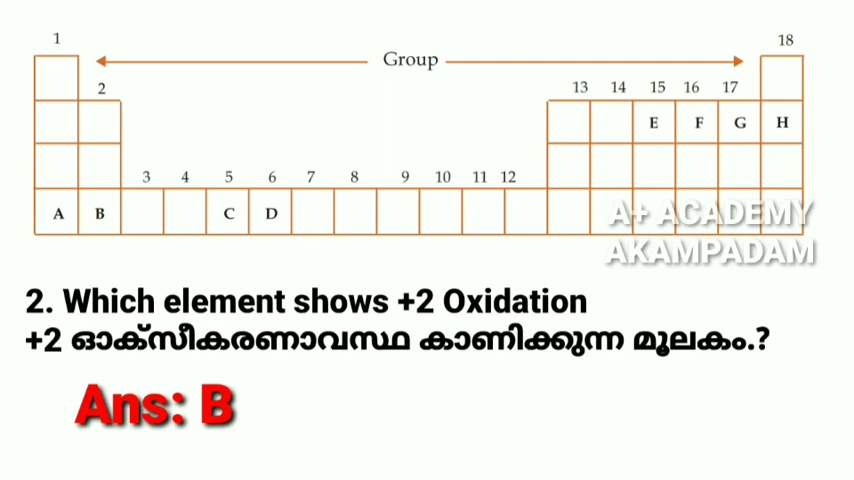 1
18
Group
2
13 14 15 16 17
E F G H
3 4 5 6 7 8 9 10 11 12
A B C D
A+ ACADEMY
AKAMPADAM
2. Which element shows +2 Oxidation
+2 ഓക്സീകരണാവസ്ഥ കാണിക്കുന്ന മൂലകം.?
Ans: B